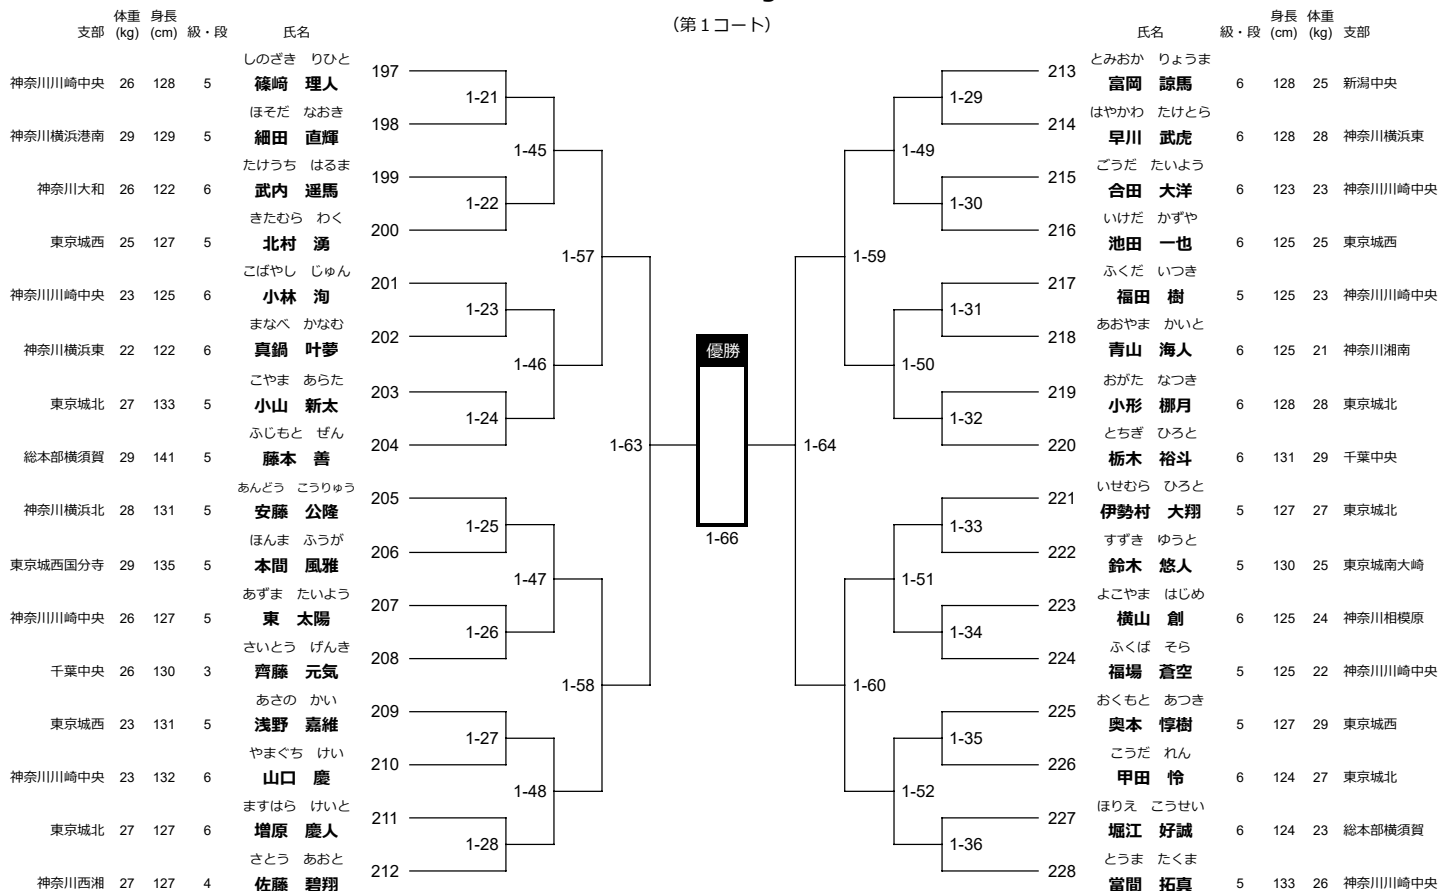 g
（第１コート）
支部 体重(kg) 身長(cm) 級・段 氏名
しのざき りひと
神奈川川崎中央 26 128 5 篠﨑 理人 197
ほそだ なおき
神奈川横浜港南 29 129 5 細田 直輝 198
たけうち はるま
神奈川大和 26 122 6 武内 遥馬 199
きたむら わく
東京城西 25 127 5 北村 湧 200
こばやし じゅん
神奈川川崎中央 23 125 6 小林 洵 201
まなべ かなむ
神奈川横浜東 22 122 6 真鍋 叶夢 202
こやま あらた
東京城北 27 133 5 小山 新太 203
ふじもと ぜん
総本部横須賀 29 141 5 藤本 善 204
あんどう こうりゅう
神奈川横浜北 28 131 5 安藤 公隆 205
ほんま ふうが
東京城西国分寺 29 135 5 本間 風雅 206
あずま たいよう
神奈川川崎中央 26 127 5 東 太陽 207
さいとう げんき
千葉中央 26 130 3 齊藤 元気 208
あさの かい
東京城西 23 131 5 浅野 嘉維 209
やまぐち けい
神奈川川崎中央 23 132 6 山口 慶 210
ますはら けいと
東京城北 27 127 6 増原 慶人 211
さとう あおと
神奈川西湘 27 127 4 佐藤 碧翔 212
1-21
1-22
1-23
1-24
1-25
1-26
1-27
1-28
1-45
1-46
1-47
1-48
1-57
1-58
1-63
優勝
1-66
1-64
1-59
1-60
1-49
1-50
1-51
1-52
1-29
1-30
1-31
1-32
1-33
1-34
1-35
1-36
氏名 級・段 身長(cm) 体重(kg) 支部
とみおか りょうま
213 富岡 諒馬 6 128 25 新潟中央
はやかわ たけとら
214 早川 武虎 6 128 28 神奈川横浜東
ごうだ たいよう
215 合田 大洋 6 123 23 神奈川川崎中央
いけだ かずや
216 池田 一也 6 125 25 東京城西
ふくだ いつき
217 福田 樹 5 125 23 神奈川川崎中央
あおやま かいと
218 青山 海人 6 125 21 神奈川湘南
おがた なつき
219 小形 梛月 6 128 28 東京城北
とちぎ ひろと
220 栃木 裕斗 6 131 29 千葉中央
いせむら ひろと
221 伊勢村 大翔 5 127 27 東京城北
すずき ゆうと
222 鈴木 悠人 5 130 25 東京城南大崎
よこやま はじめ
223 横山 創 6 125 24 神奈川相模原
ふくば そら
224 福場 蒼空 5 125 22 神奈川川崎中央
おくもと あつき
225 奥本 惇樹 5 127 29 東京城西
こうだ れん
226 甲田 怜 6 124 27 東京城北
ほりえ こうせい
227 堀江 好誠 6 124 23 総本部横須賀
とうま たくま
228 當間 拓真 5 133 26 神奈川川崎中央